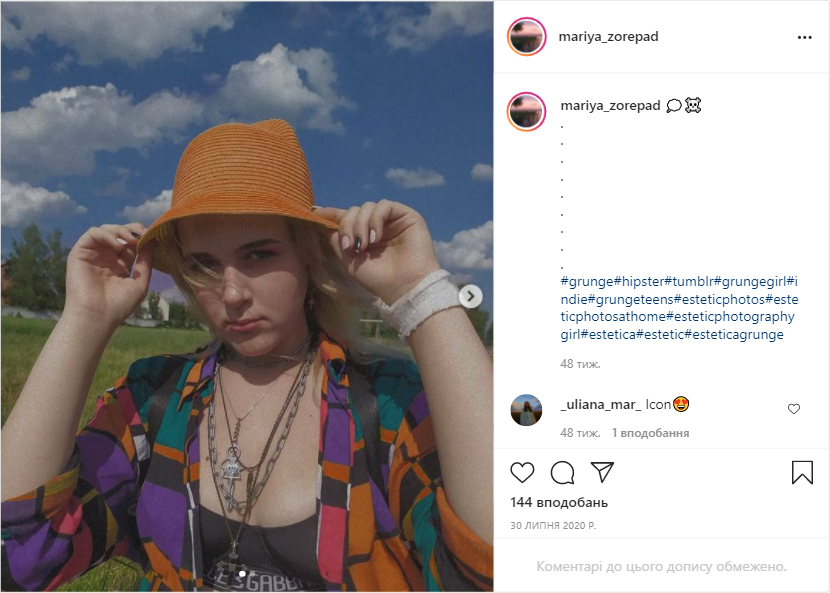 mariya_zorepad
mariya_zorepad 💭☠
.
.
.
.
.
.
.
.
.
#grunge#hipster#tumblr#grungegirl#i
ndie#grungeteens#esteticphotos#este
ticphotosathome#esteticphotography
girl#estetica#estetic#esteticagrunge
48 тиж.
_uliana_mar_ Icon😍
48 тиж. 1 вподобання
144 вподобань
30 ЛИПНЯ 2020 Р.
Коментарі до цього допису обмежено.